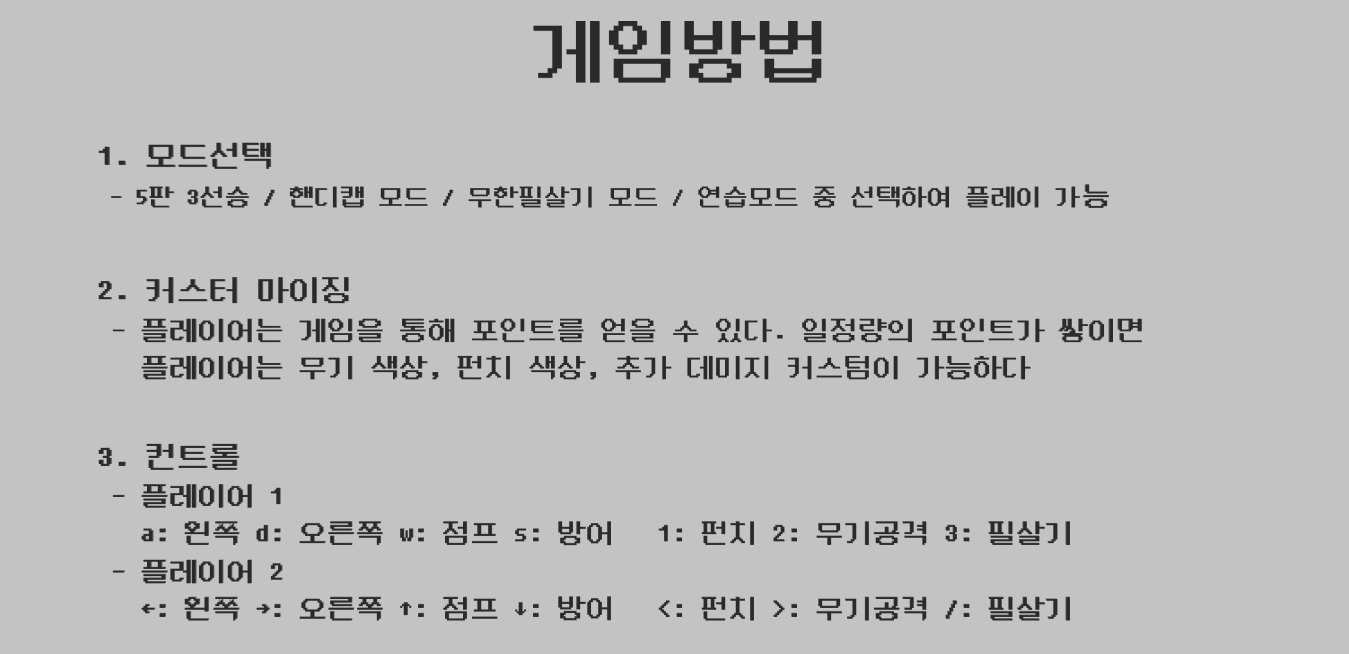 게임방법
1. 모드선택
- 5판 3선승 / 핸디캡 모드 / 무한필살기 모드 / 연습모드 중 선택하여 플레이 가능
2. 커스터 마이징
- 플레이어는 게임을 통해 포인트를 얻을 수 있다. 일정량의 포인트가 쌓이면
플레이어는 무기 색상, 펀치 색상, 추가 데미지 커스텀이 가능하다
3. 컨트롤
- 플레이어 1
a: 왼쪽 d: 오른쪽 w: 점프 s: 방어 1: 펀치 2: 무기공격 3: 필살기
- 플레이어 2
←: 왼쪽 →: 오른쪽 ↑: 점프 ↓: 방어 <: 펀치 >: 무기공격 /: 필살기